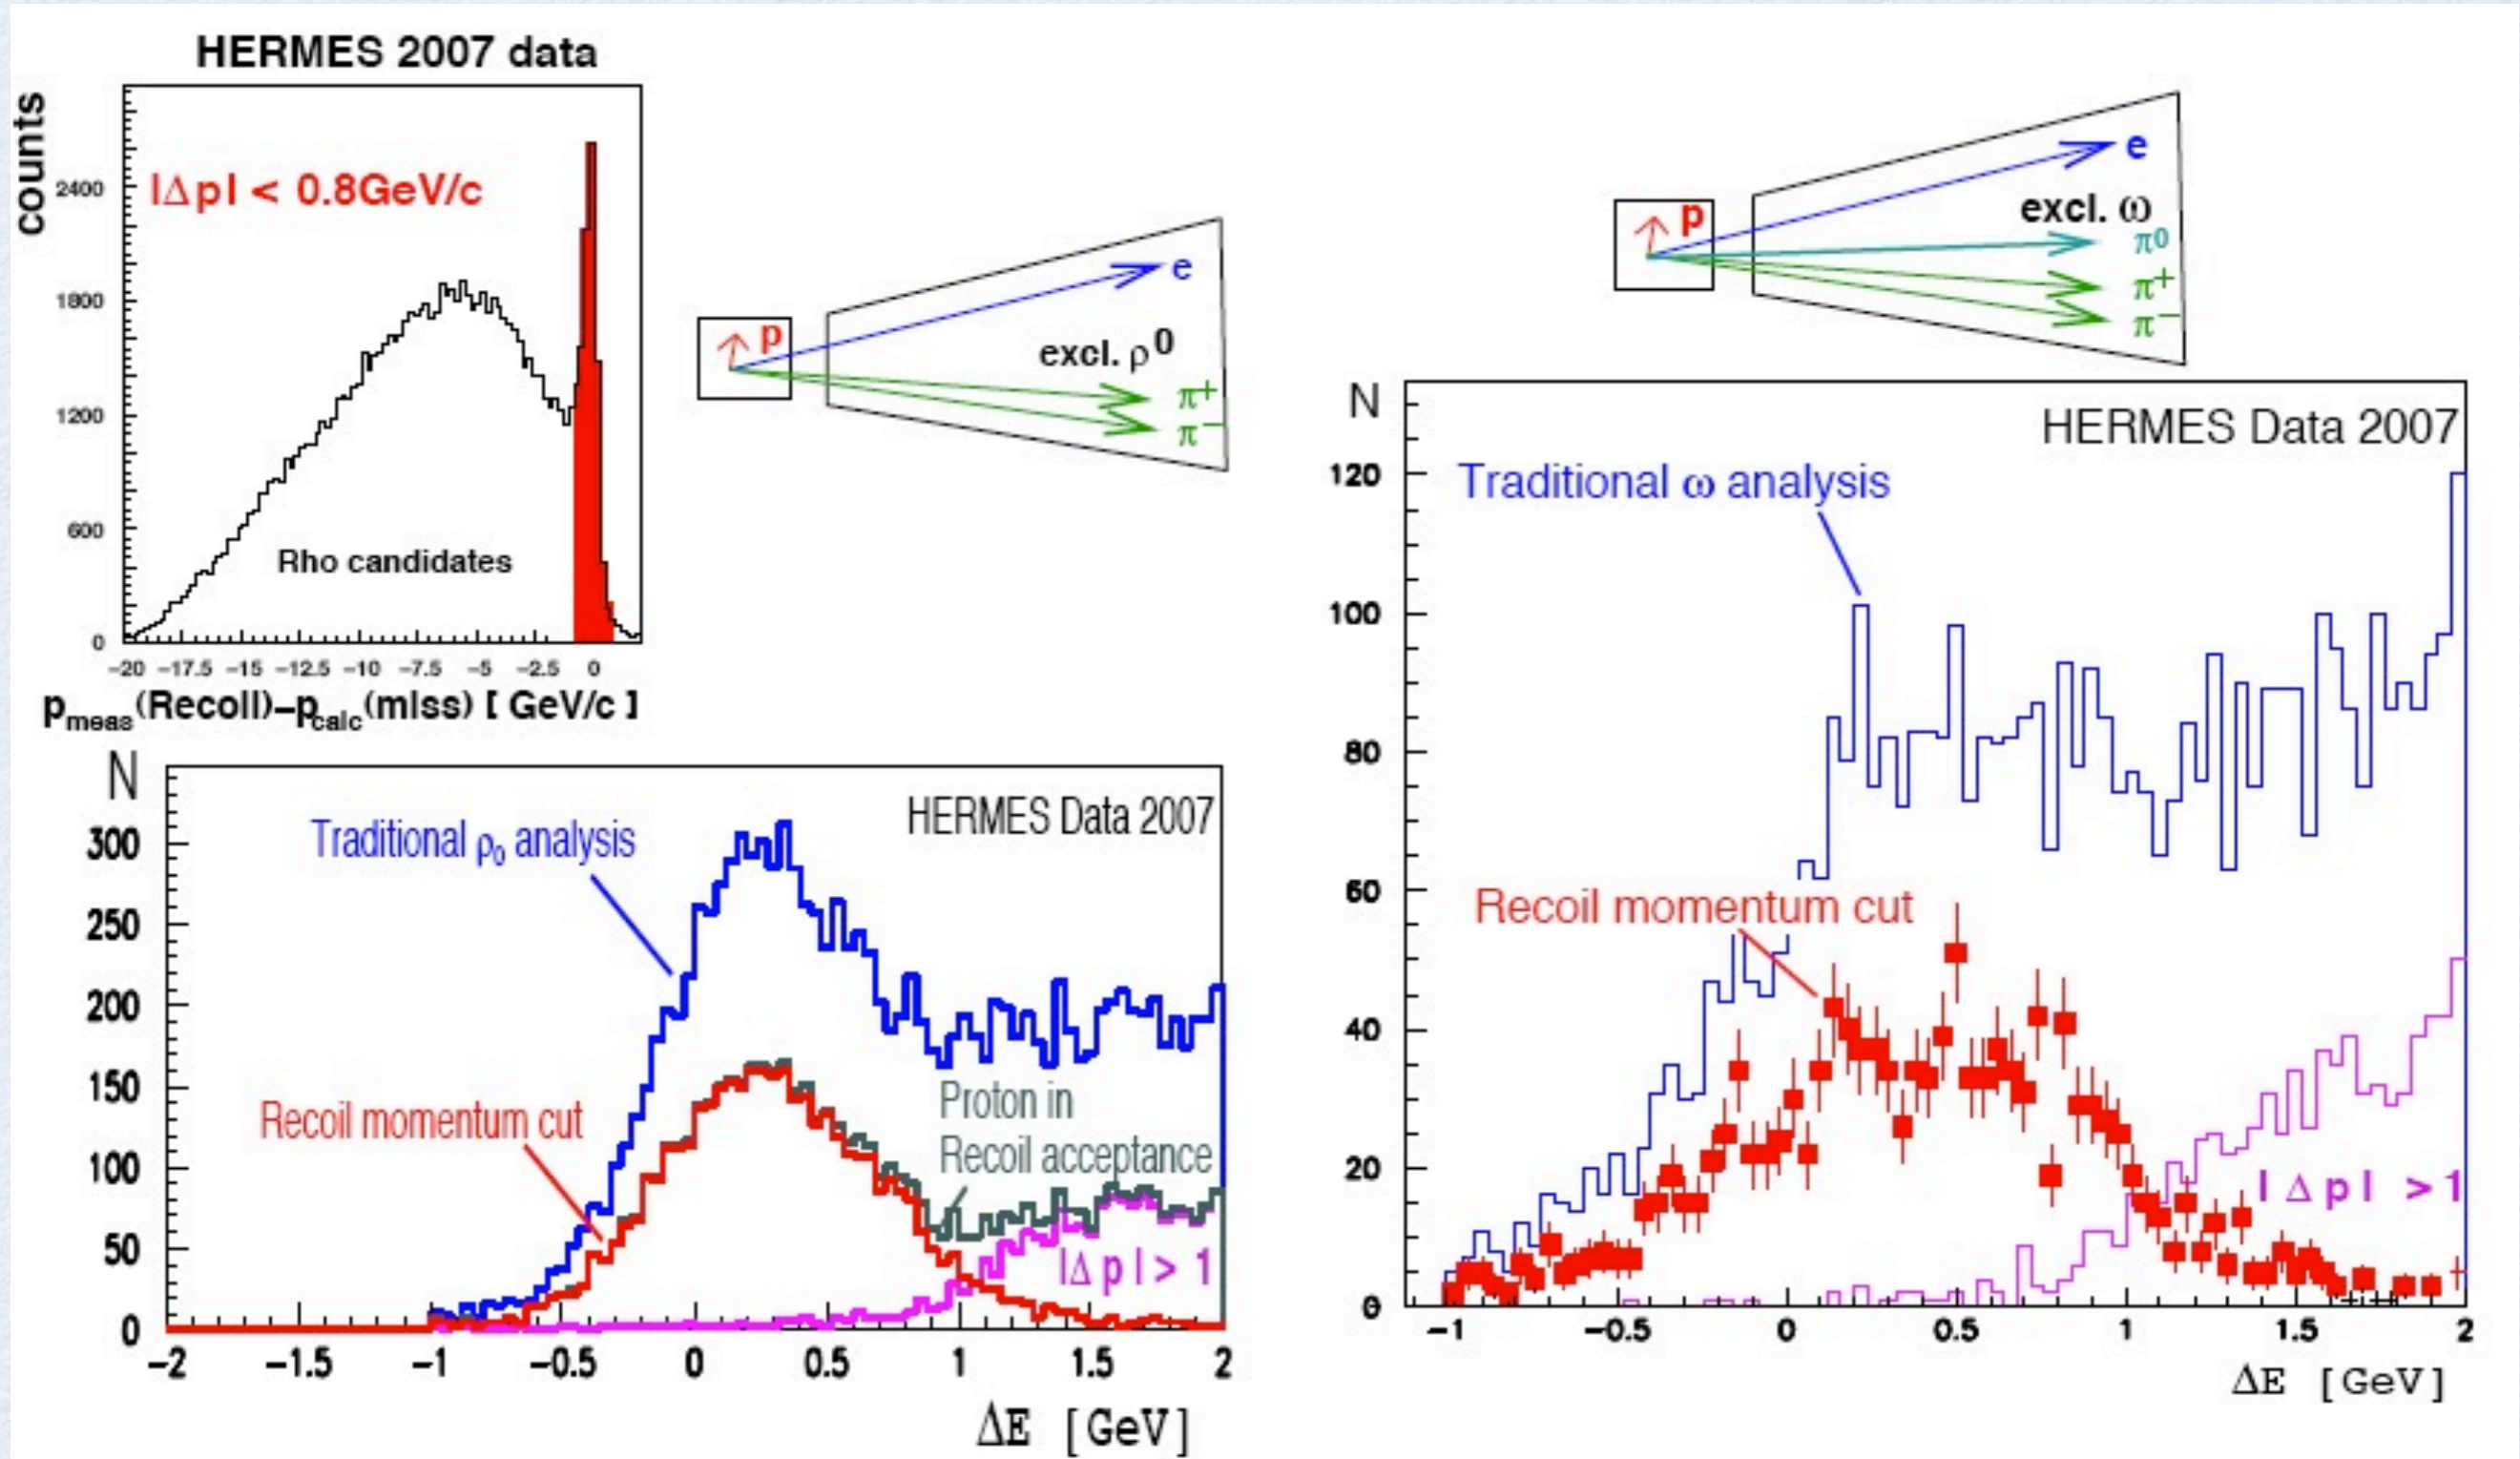 HERMES 2007 data
counts
|Δp| < 0.8GeV/c
2400
1800
1200
600
0
Rho candidates
−20 −17.5 −15 −12.5 −10 −7.5 −5 −2.5 0
pmeas(Recoil)−pcalc(miss) [ GeV/c ]
p
e
excl. ρ0
π+
π−
p
e
excl. ω
π0
π+
π−
N
HERMES Data 2007
Traditional ρ0 analysis
Recoil momentum cut
Proton in
Recoil acceptance
|Δ p| > 1
300
250
200
150
100
50
0
−2 −1.5 −1 −0.5 0 0.5 1 1.5 2
ΔE [GeV]
N
HERMES Data 2007
Traditional ω analysis
Recoil momentum cut
| Δ p | > 1
120
100
80
60
40
20
0
−1 −0.5 0 0.5 1 1.5 2
ΔE [GeV]